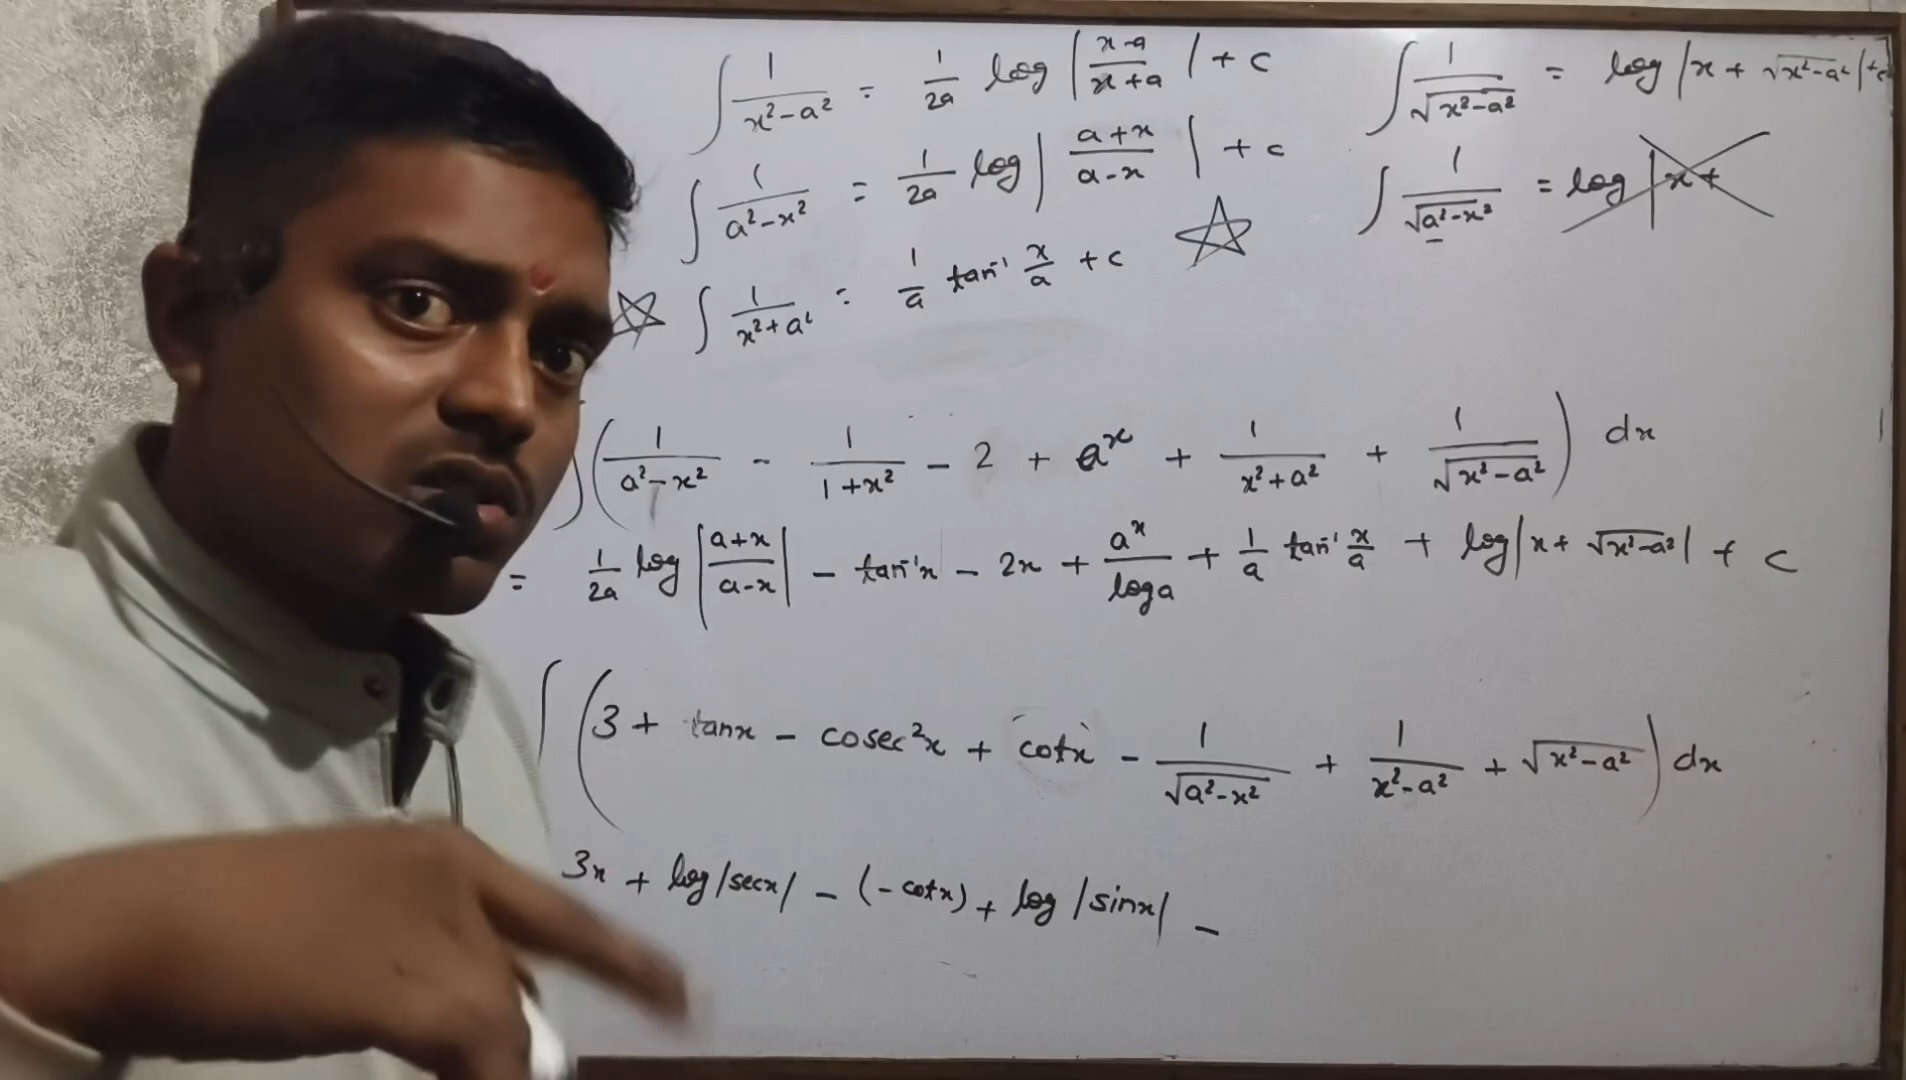 ∫ 1/(x²-a²) = 1/2a log |(x-a)/(x+a)| + c
∫ 1/(a²-x²) = 1/2a log |(a+x)/(a-x)| + c
∫ 1/(x²+a²) = 1/a tan⁻¹ x/a + c
∫ 1/√(x²-a²) = log |x + √(x²-a²)| + c
∫ 1/√(a²-x²) = log |x+
∫ (1/(a²-x²) - 1/(1+x²) - 2 + aˣ + 1/(x²+a²) + 1/√(x²-a²)) dx
= 1/2a log |(a+x)/(a-x)| - tan⁻¹x - 2x + aˣ/loga + 1/a tan⁻¹ x/a + log |x + √(x²-a²)| + c
∫ (3 + tanx - cosec²x + cotx - 1/√(a²-x²) + 1/(x²-a²) + √(x²-a²)) dx
3x + log |secx| - (-cotx) + log |sinx| -